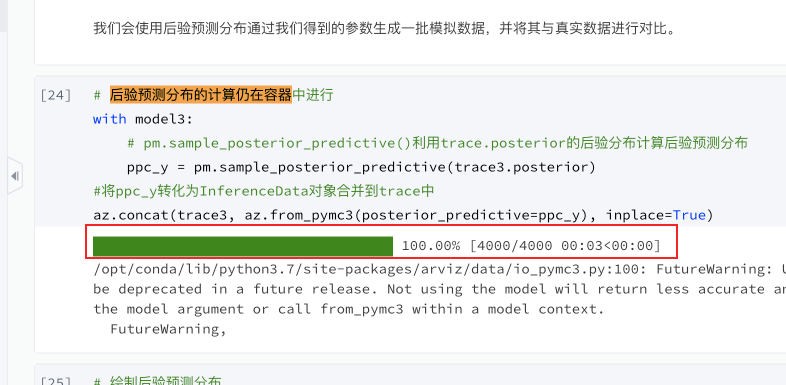 我们会使用后验预测分布通过我们得到的参数生成一批模拟数据，并将其与真实数据进行对比。
[24]
# 后验预测分布的计算仍在容器中进行
with model3:
# pm.sample_posterior_predictive()利用trace.posterior的后验分布计算后验预测分布
ppc_y = pm.sample_posterior_predictive(trace3.posterior)
#将ppc_y转化为InferenceData对象合并到trace中
az.concat(trace3, az.from_pymc3(posterior_predictive=ppc_y), inplace=True)
100.00% [4000/4000 00:03<00:00]
/opt/conda/lib/python3.7/site-packages/arviz/data/io_pymc3.py:100: FutureWarning:
be deprecated in a future release. Not using the model will return less accurate
the model argument or call from_pymc3 within a model context.
FutureWarning,
[25]
# 绘制后验预测分布